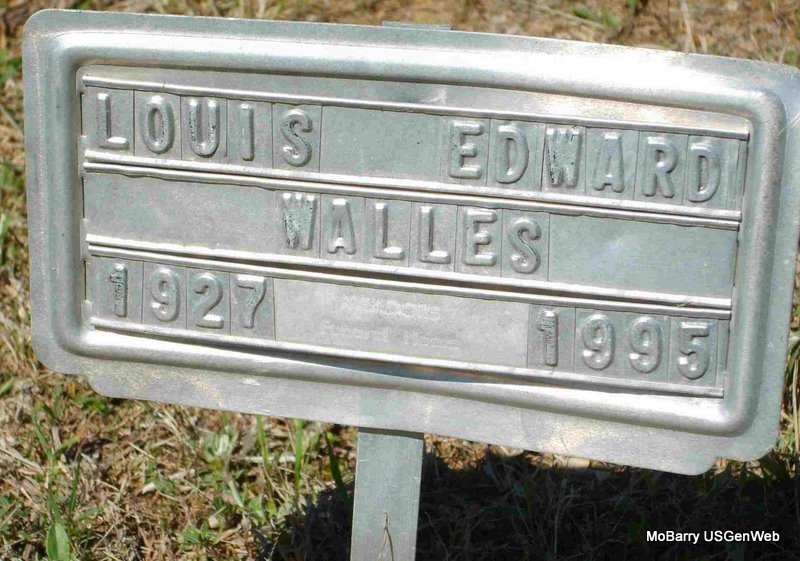 LOUIS EDWARD
WALLES
1927 1995
MoBarry USGenWeb